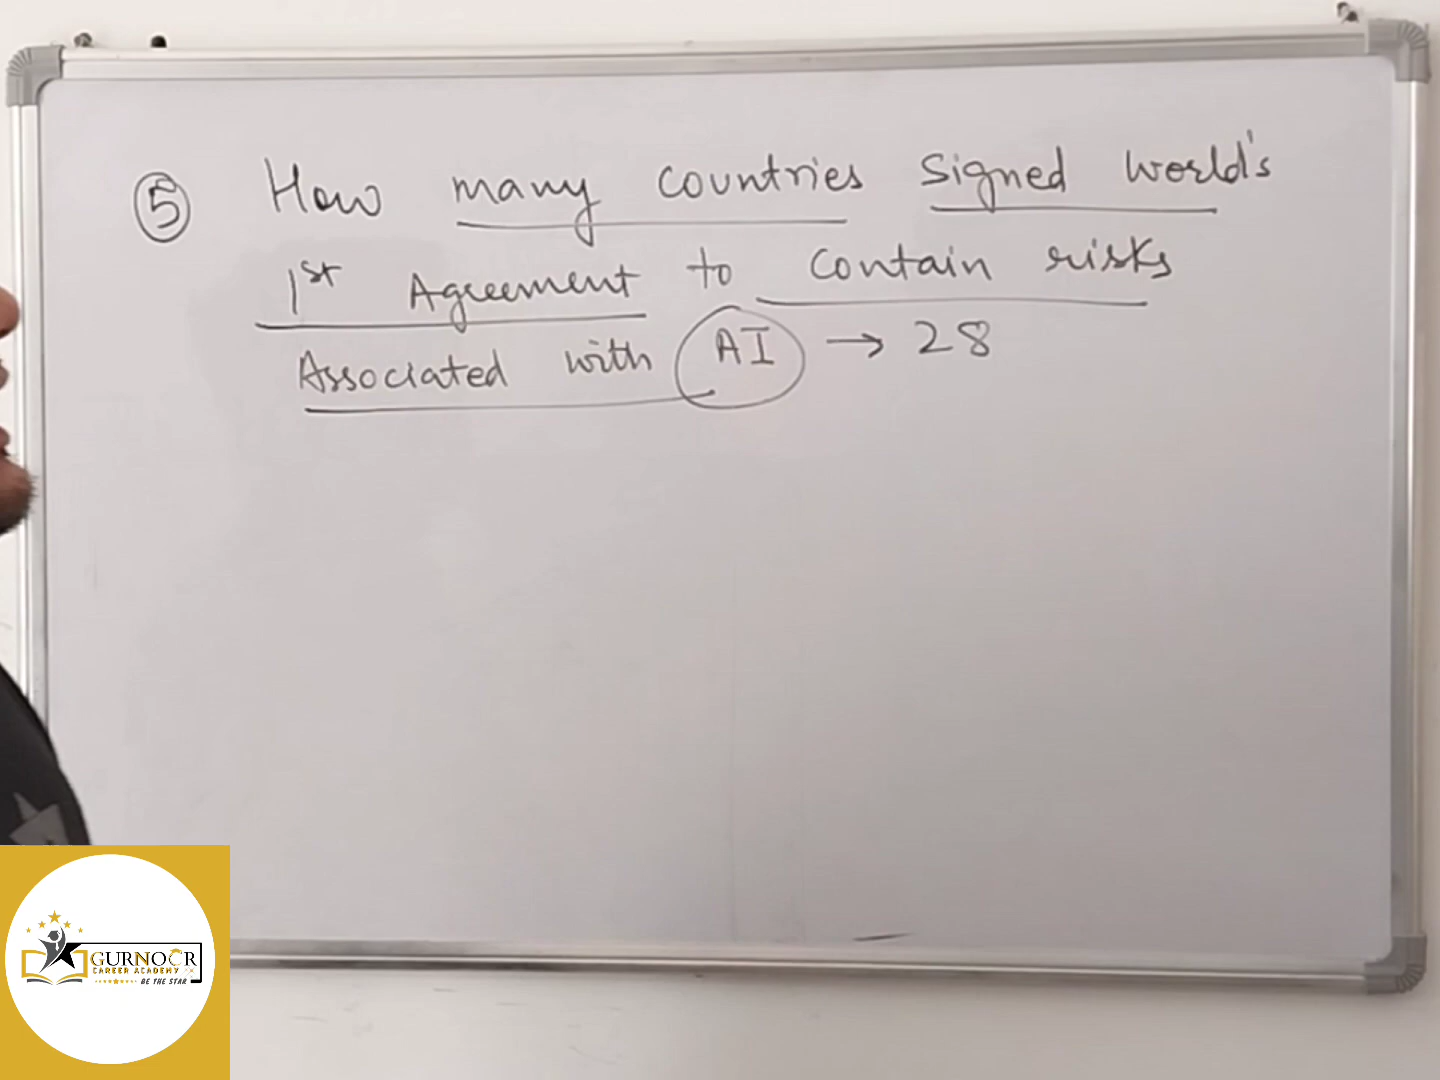 ⑤ How many countries signed world's
1st Agreement to contain risks
Associated with AI → 28
GURNOOR
CAREER ACADEMY
BE THE STAR